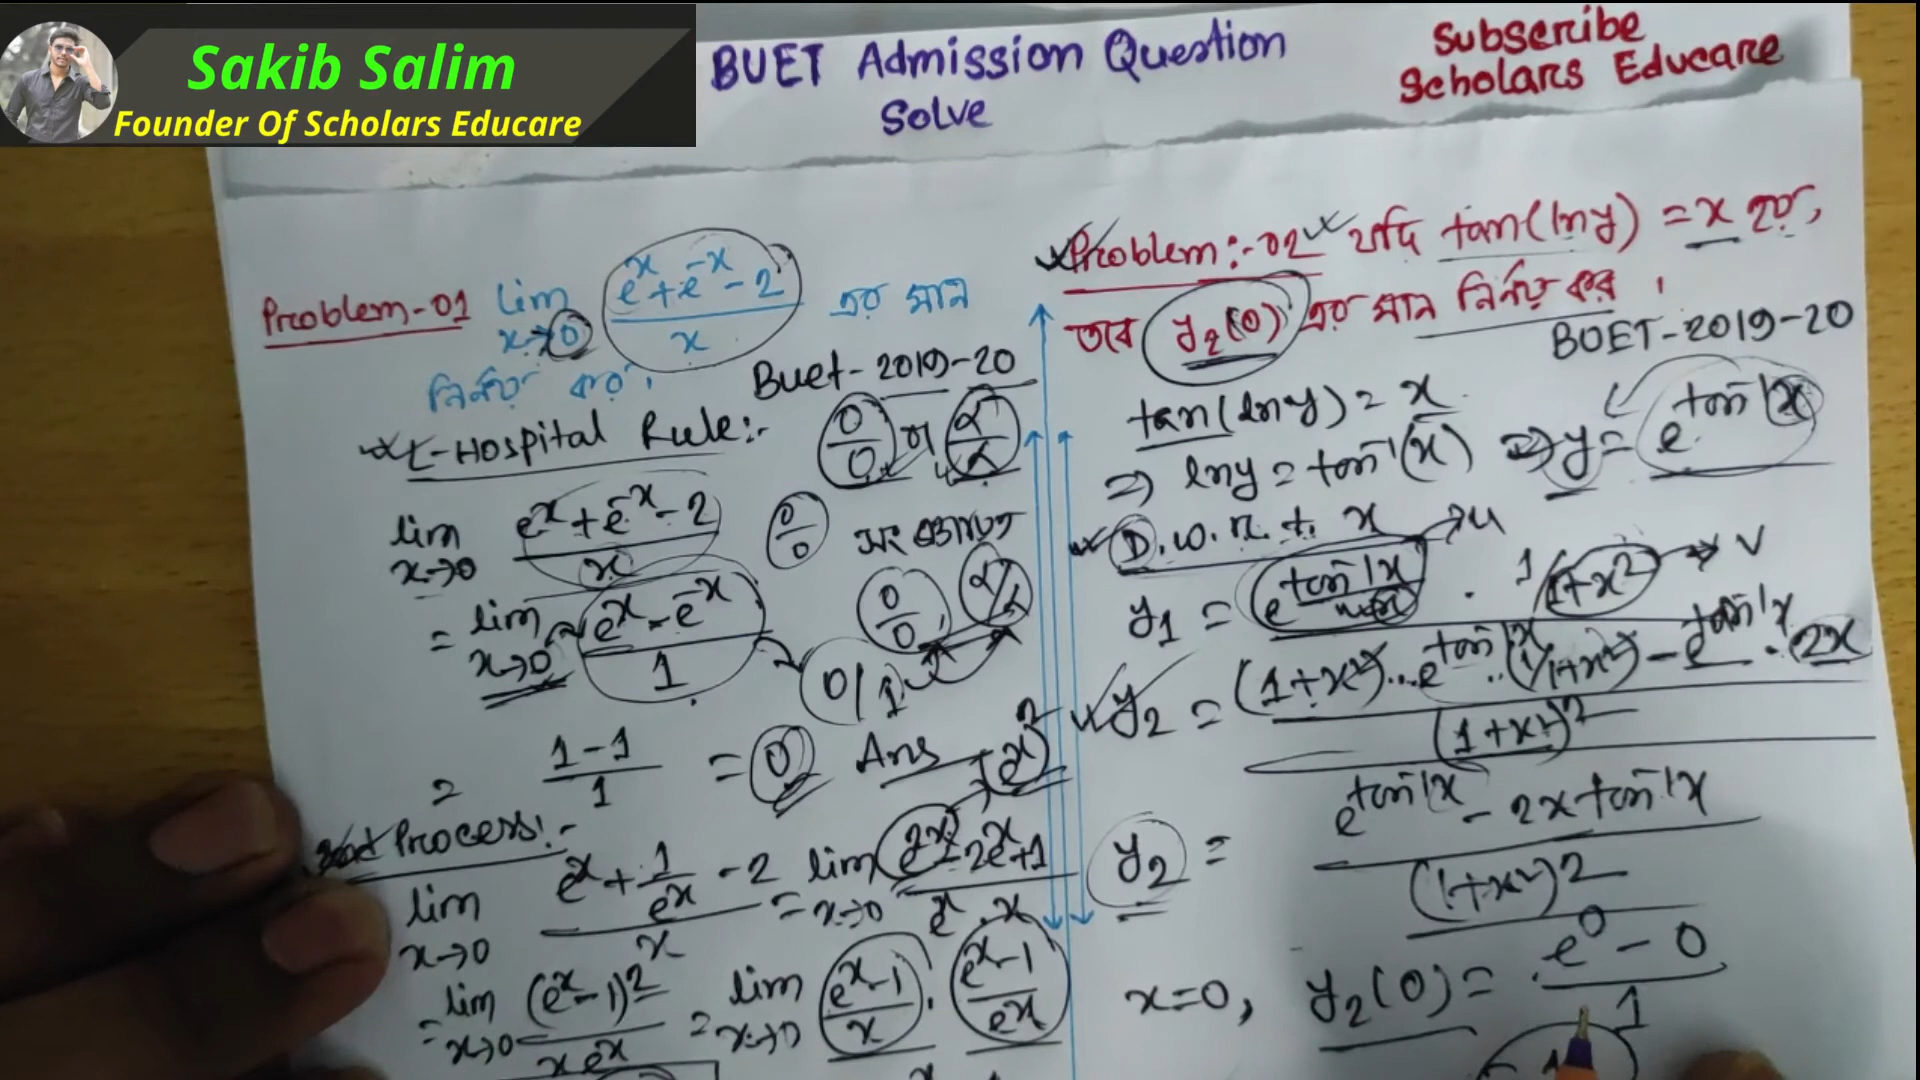 Sakib Salim
Founder Of Scholars Educare
BUET Admission Question
Solve
Subscribe
Scholars Educare
Problem-01 lim x→0 (e^x + e^-x - 2)/x এর মান
নির্ণয় কর।
Buet-2019-20
L-Hospital Rule:- 0/0 বা α/α
lim x→0 (e^x + e^-x - 2)/x 0/0
= lim x→0 (e^x - e^-x)/1 0/0, α/α
0/1
= (1-1)/1 = 0 Ans
(e^x)^2
Process:-
lim x→0 (e^x + 1/e^x - 2)/x = lim x→0 (e^2x - 2e^x + 1)/(e^x . x)
= lim x→0 (e^x - 1)^2/(x e^x) = lim x→0 (e^x - 1)/x . (e^x - 1)/e^x
Problem:-02 যদি tan(lny) = x হয়,
তবে y₂(0) এর মান নির্ণয় কর।
BUET-2019-20
tan(lny) = x
⇒ lny = tan^-1(x) ⇒ y = e^tan^-1 x
D.w.r.t. x
y₁ = e^tan^-1 x . 1/(1+x^2) → u → v
y₂ = ((1+x^2)..e^tan^-1 x..(1/1+x^2) - e^tan^-1 x . 2x)/(1+x^2)^2
y₂ = (e^tan^-1 x - 2x tan^-1 x)/(1+x^2)^2
x=0, y₂(0) = (e^0 - 0)/1